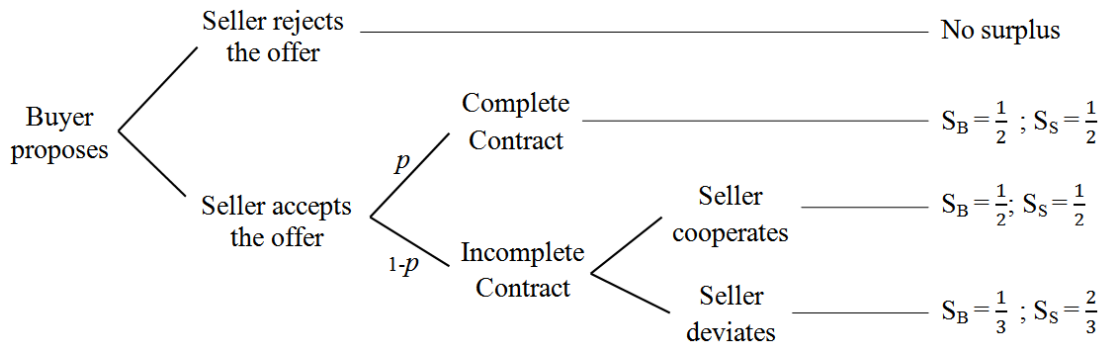 Seller rejects
the offer
No surplus
Buyer
proposes
Complete
Contract
S_B = 1/2 ; S_S = 1/2
p
Seller accepts
the offer
Seller
cooperates
S_B = 1/2; S_S = 1/2
1-p
Incomplete
Contract
Seller
deviates
S_B = 1/3 ; S_S = 2/3